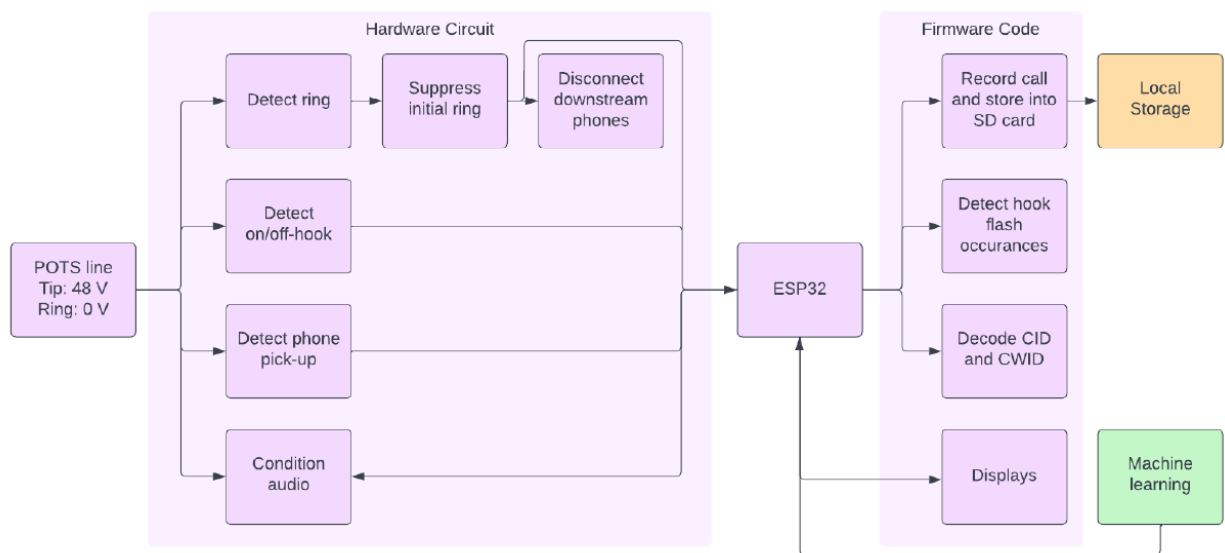 Hardware Circuit
Firmware Code
Detect ring
Suppress
initial ring
Disconnect
downstream
phones
Record call
and store into
SD card
Local
Storage
Detect
on/off-hook
Detect hook
flash
occurances
POTS line
Tip: 48 V
Ring: 0 V
ESP32
Detect phone
pick-up
Decode CID
and CWID
Condition
audio
Displays
Machine
learning